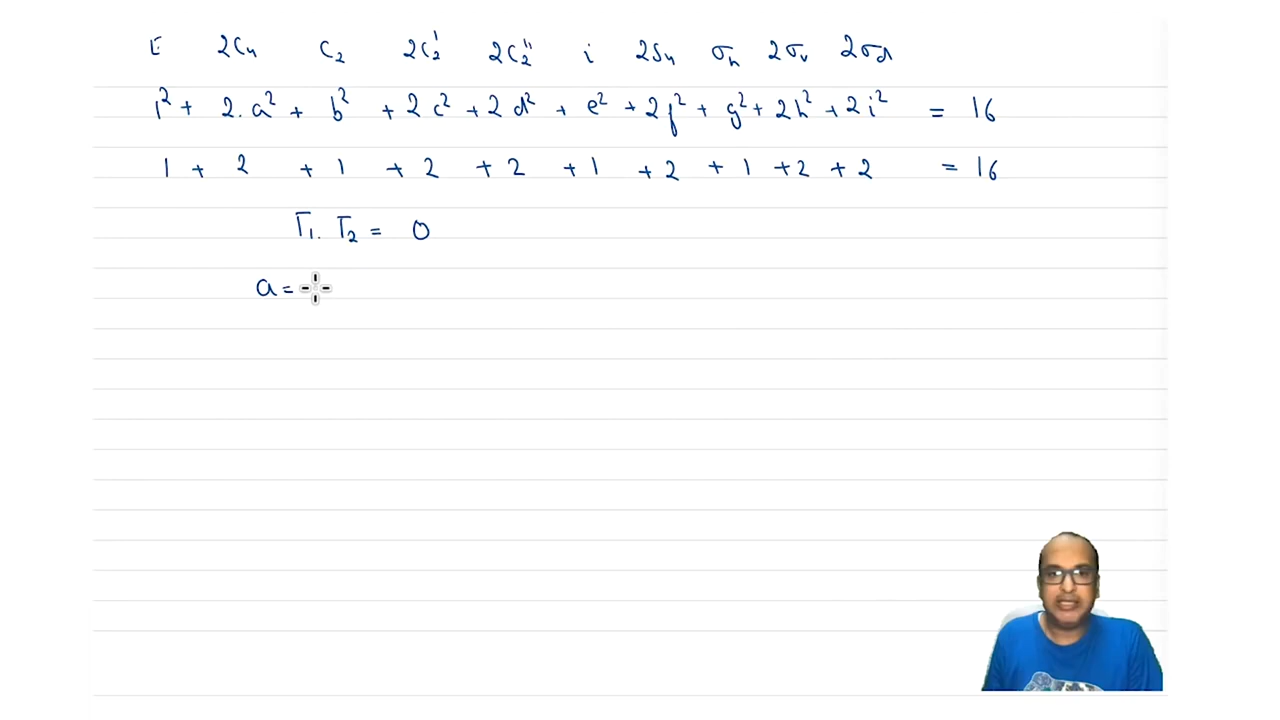 E 2C₄ C₂ 2C₂' 2C₂'' i 2S₄ σₕ 2σᵥ 2σd
1² + 2.a² + b² + 2c² + 2d² + e² + 2f² + g² + 2h² + 2i² = 16
1 + 2 + 1 + 2 + 2 + 1 + 2 + 1 + 2 + 2 = 16
Γ₁. Γ₂ = 0
a =